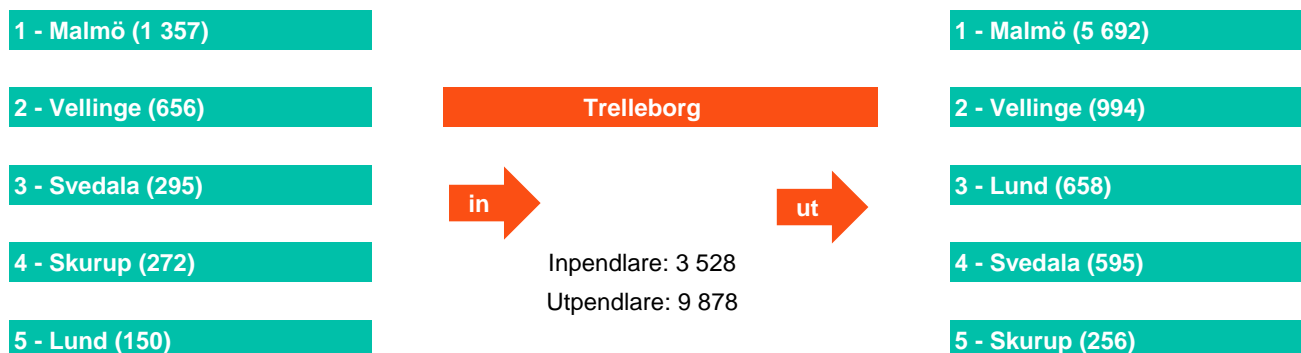 1 - Malmö (1 357)
2 - Vellinge (656)
3 - Svedala (295)
4 - Skurup (272)
5 - Lund (150)
Trelleborg
in
ut
Inpendlare: 3 528
Utpendlare: 9 878
1 - Malmö (5 692)
2 - Vellinge (994)
3 - Lund (658)
4 - Svedala (595)
5 - Skurup (256)